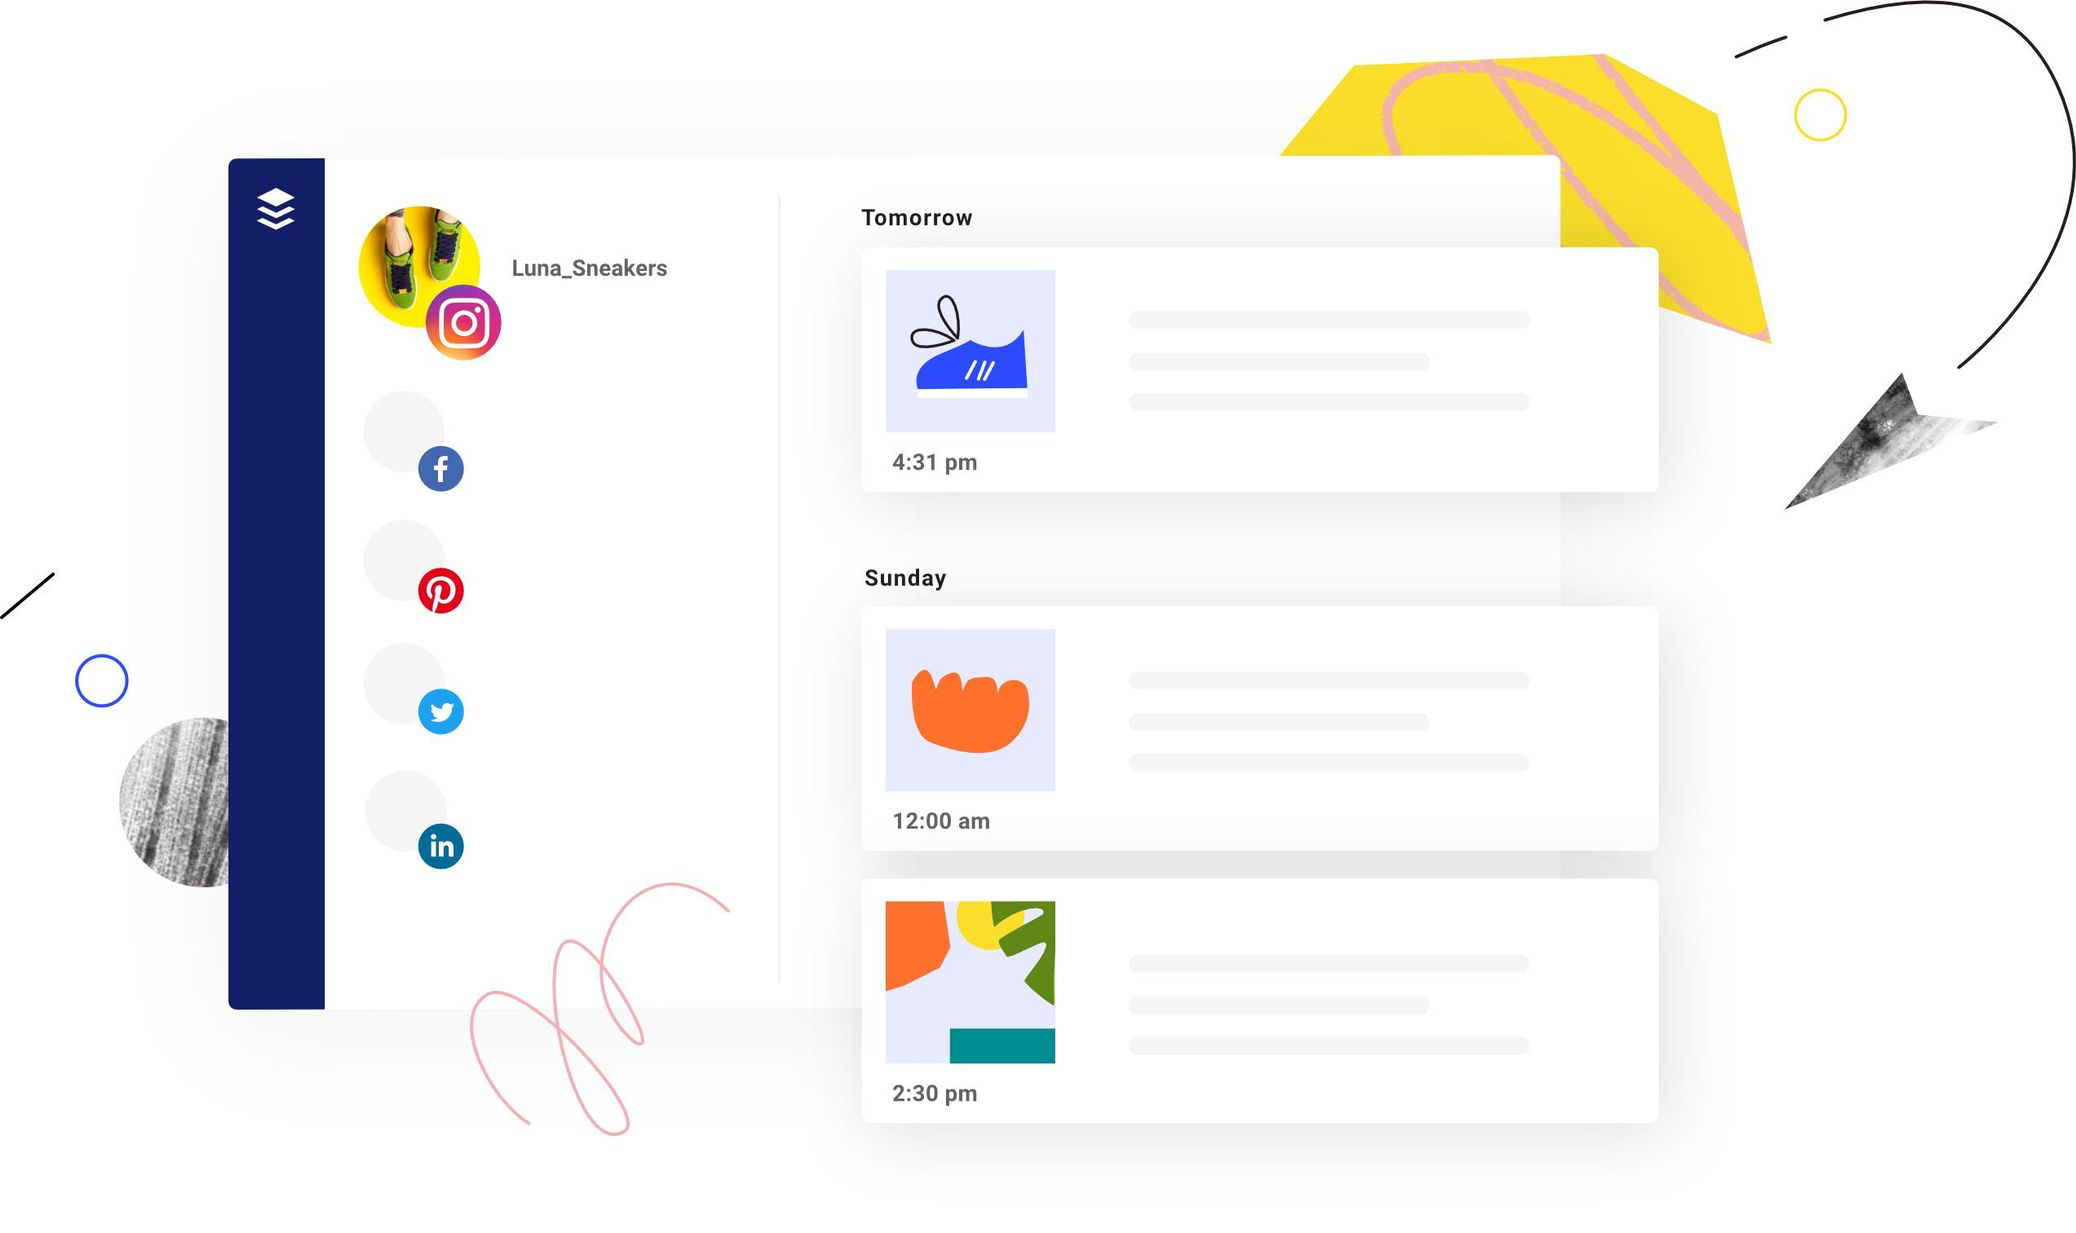 Luna_Sneakers
Tomorrow
4:31 pm
Sunday
12:00 am
2:30 pm